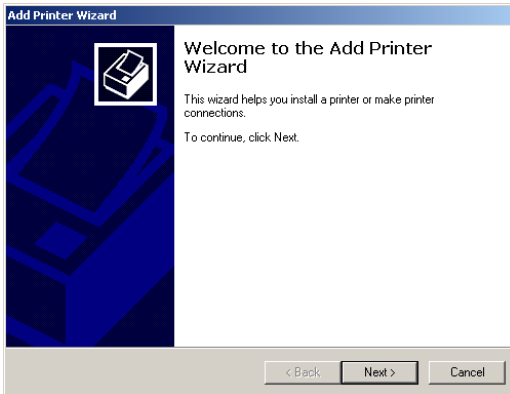 Add Printer Wizard
Welcome to the Add Printer
Wizard
This wizard helps you install a printer or make printer
connections.
To continue, click Next.
< Back
Next >
Cancel